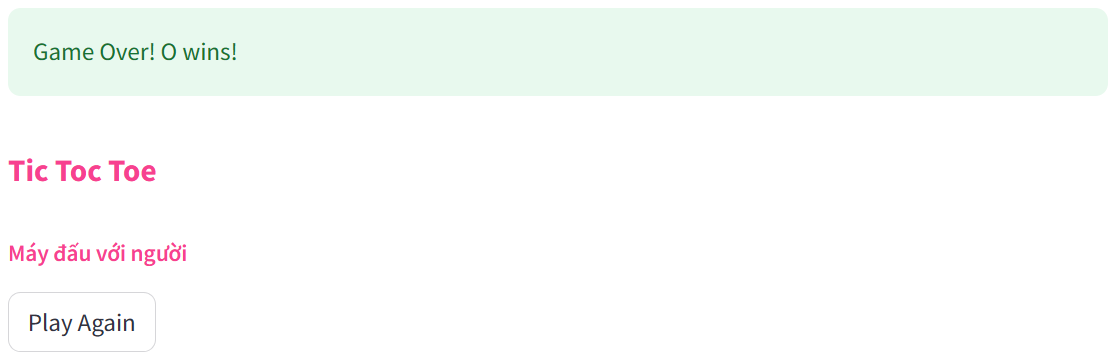 Game Over! O wins!
Tic Toc Toe
Máy đấu với người
Play Again